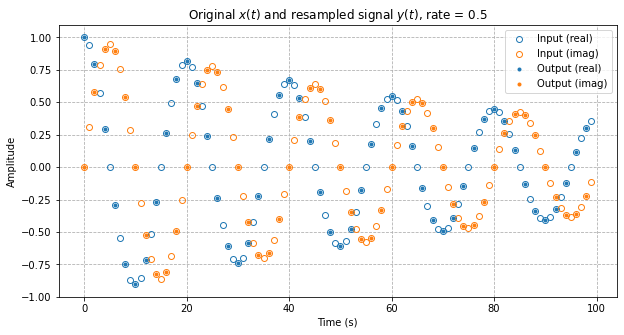 Original x(t) and resampled signal y(t), rate = 0.5
1.00
0.75
0.50
0.25
0.00
−0.25
−0.50
−0.75
−1.00
Amplitude
Input (real)
Input (imag)
Output (real)
Output (imag)
0 20 40 60 80 100
Time (s)